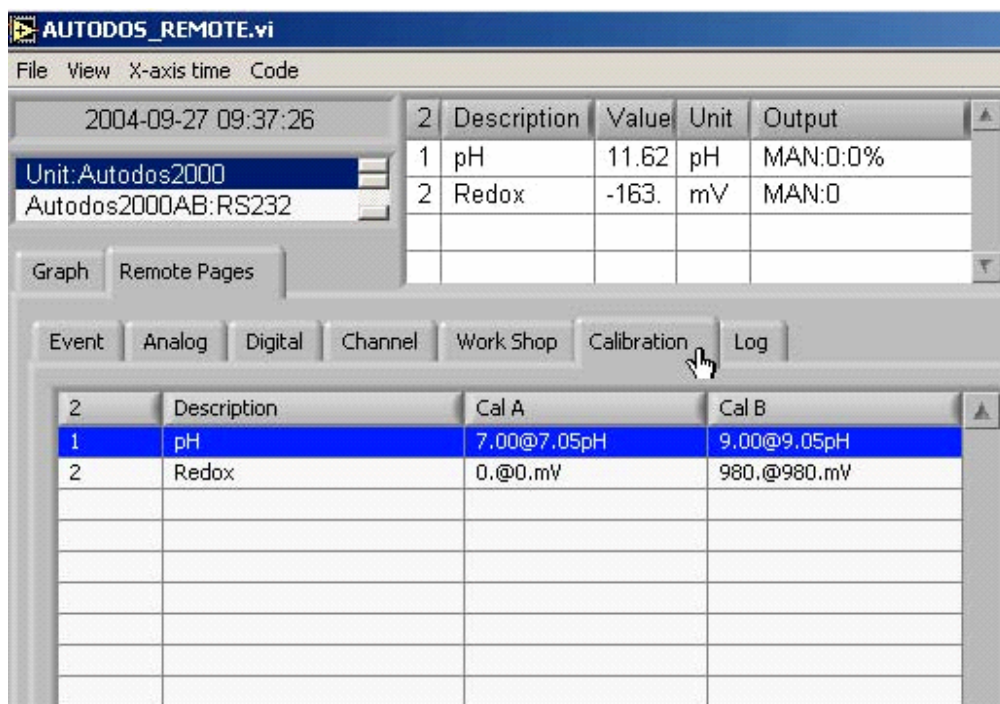 AUTODOS_REMOTE.vi
File View X-axis time Code
2004-09-27 09:37:26
Unit:Autodos2000
Autodos2000AB:RS232
2 Description Value Unit Output
1 pH 11.62 pH MAN:0:0%
2 Redox -163. mV MAN:0
Graph Remote Pages
Event Analog Digital Channel Work Shop Calibration Log
2 Description Cal A Cal B
1 pH 7.00@7.05pH 9.00@9.05pH
2 Redox 0.@0.mV 980.@980.mV